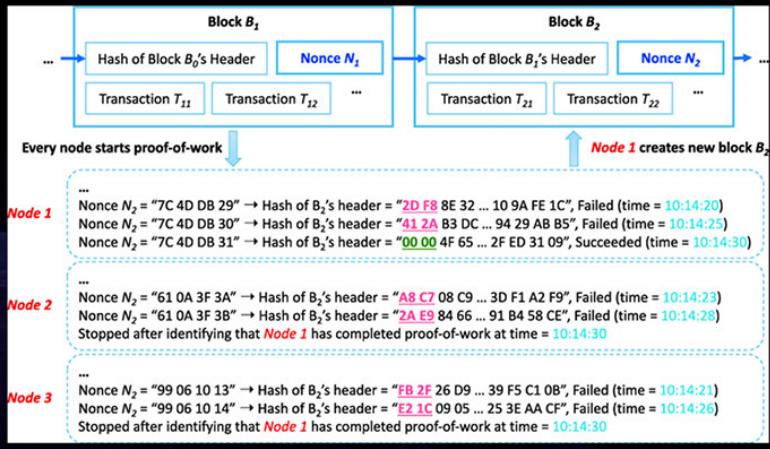 Block B1 Block B2
... Hash of Block B0's Header Nonce N1 Hash of Block B1's Header Nonce N2 ...
Transaction T11 Transaction T12 ... Transaction T21 Transaction T22 ...
Every node starts proof-of-work Node 1 creates new block B2
...
Node 1
Nonce N2 = "7C 4D DB 29" → Hash of B2's header = "2D F8 8E 32 ... 10 9A FE 1C", Failed (time = 10:14:20)
Nonce N2 = "7C 4D DB 30" → Hash of B2's header = "41 2A B3 DC ... 94 29 AB B5", Failed (time = 10:14:25)
Nonce N2 = "7C 4D DB 31" → Hash of B2's header = "00 00 4F 65 ... 2F ED 31 09", Succeeded (time = 10:14:30)
...
Node 2
Nonce N2 = "61 0A 3F 3A" → Hash of B2's header = "A8 C7 08 C9 ... 3D F1 A2 F9", Failed (time = 10:14:23)
Nonce N2 = "61 0A 3F 3B" → Hash of B2's header = "2A E9 84 66 ... 91 B4 58 CE", Failed (time = 10:14:28)
Stopped after identifying that Node 1 has completed proof-of-work at time = 10:14:30
...
Node 3
Nonce N2 = "99 06 10 13" → Hash of B2's header = "FB 2F 26 D9 ... 39 F5 C1 0B", Failed (time = 10:14:21)
Nonce N2 = "99 06 10 14" → Hash of B2's header = "E2 1C 09 05 ... 25 3E AA CF", Failed (time = 10:14:26)
Stopped after identifying that Node 1 has completed proof-of-work at time = 10:14:30